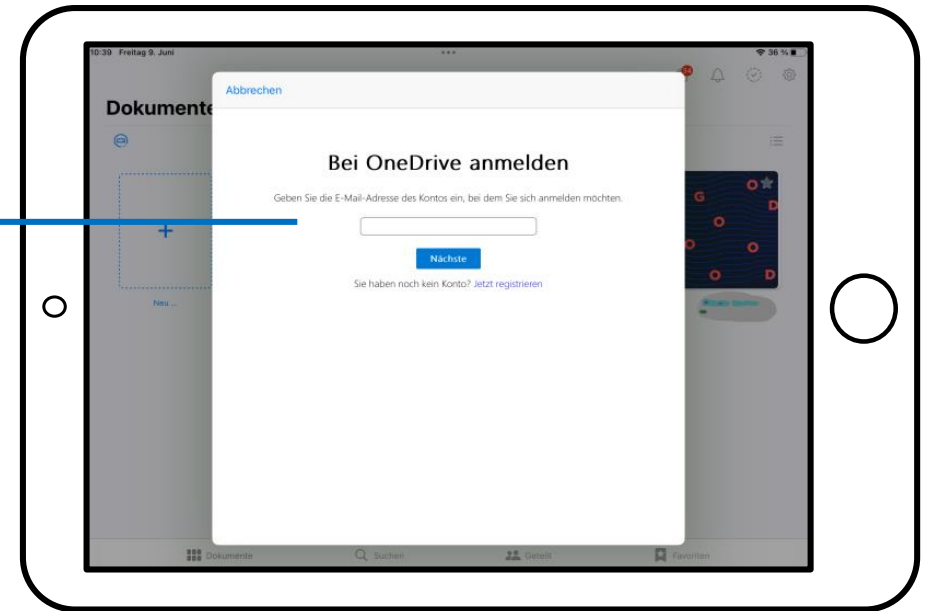 10:39 Freitag 9. Juni
36 %
Abbrechen
Dokumente
Bei OneDrive anmelden
Geben Sie die E-Mail-Adresse des Kontos ein, bei dem Sie sich anmelden möchten.
Nächste
Sie haben noch kein Konto? Jetzt registrieren
Neu ...
G
O
D
O
O
O
O
D
Dokumente
Suchen
Geteilt
Favoriten